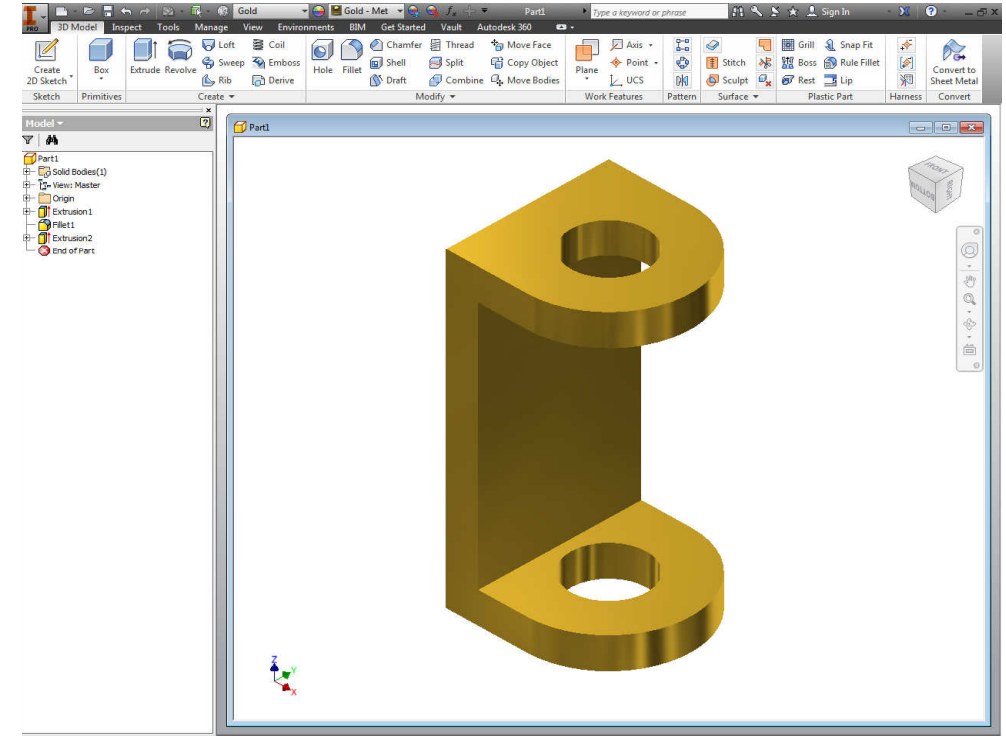 Gold Gold - Met fx Part1 Type a keyword or phrase Sign In
PRO 3D Model Inspect Tools Manage View Environments BIM Get Started Vault Autodesk 360
Loft Coil Chamfer Thread Move Face Axis Grill Snap Fit
Create 2D Sketch Box Extrude Revolve Sweep Emboss Hole Fillet Shell Split Copy Object Plane Point Stitch Boss Rule Fillet Convert to Sheet Metal
Rib Derive Draft Combine Move Bodies UCS Sculpt Rest Lip
Sketch Primitives Create Modify Work Features Pattern Surface Plastic Part Harness Convert
Model
Part1
Solid Bodies(1)
View: Master
Origin
Extrusion1
Fillet1
Extrusion2
End of Part
Part1
FRONT
BOTTOM RIGHT
Z
Y
X